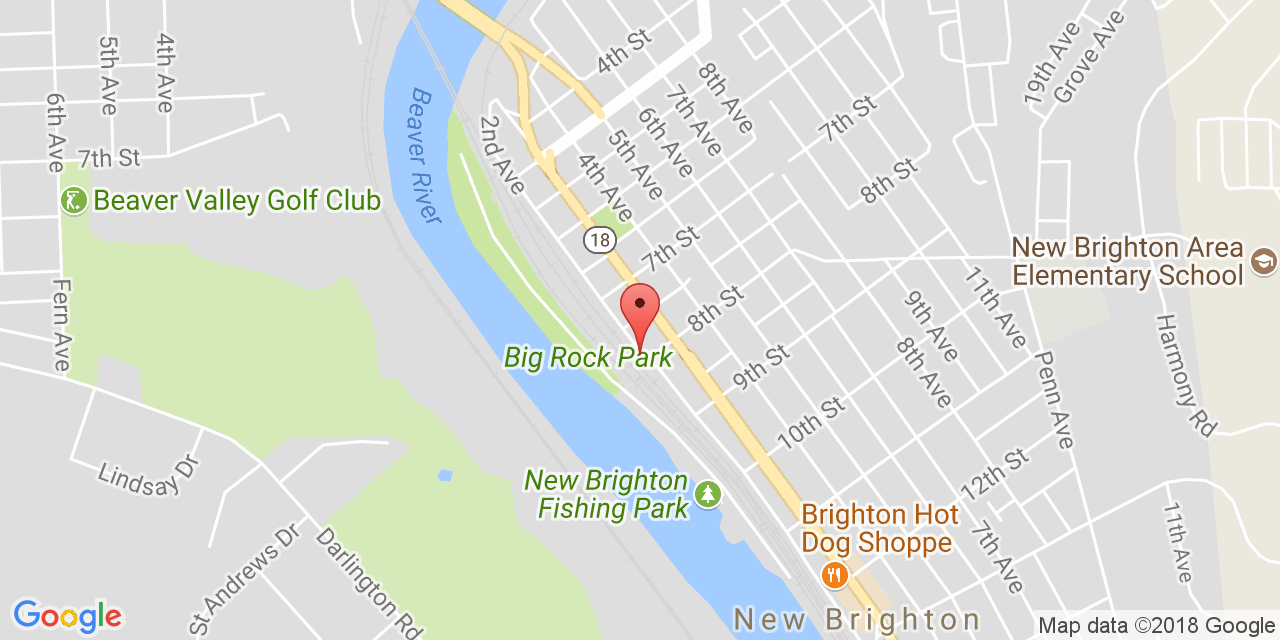 4th St
5th Ave
4th Ave
6th Ave
7th St
Beaver Valley Golf Club
Fern Ave
Lindsay Dr
St Andrews Dr
Darlington Rd
Beaver River
2nd Ave
4th Ave
5th Ave
6th Ave
7th Ave
8th Ave
7th St
8th St
19th Ave
Grove Ave
18
7th St
8th St
9th St
10th St
12th St
New Brighton Area
Elementary School
11th Ave
9th Ave
8th Ave
Penn Ave
Harmony Rd
Big Rock Park
New Brighton
Fishing Park
Brighton Hot
Dog Shoppe
7th Ave
11th Ave
New Brighton
Google
Map data ©2018 Google